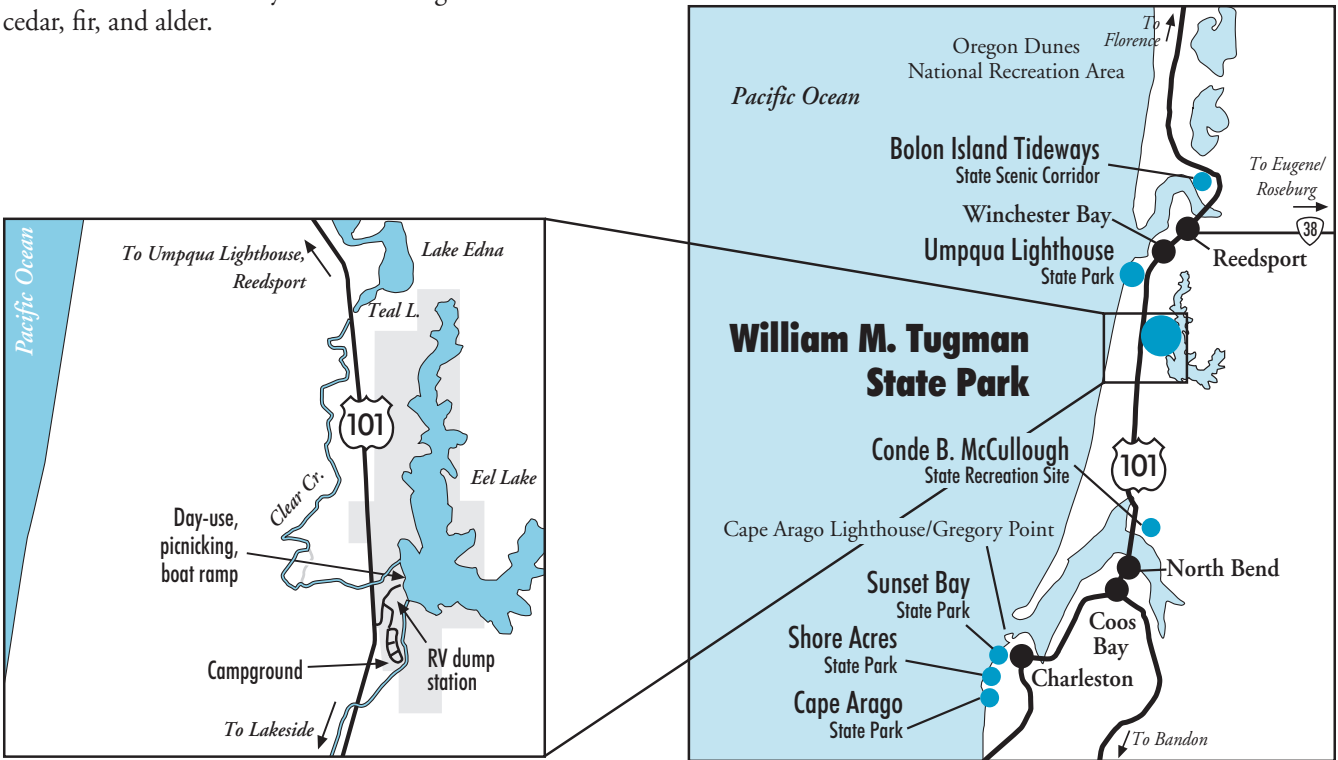 cedar, fir, and alder.
Pacific Ocean
To Umpqua Lighthouse,
Reedsport
Lake Edna
Teal L.
101
Clear Cr.
Eel Lake
Day-use,
picnicking,
boat ramp
Campground
RV dump
station
To Lakeside
To
Florence
Oregon Dunes
National Recreation Area
Pacific Ocean
Bolon Island Tideways
State Scenic Corridor
To Eugene/
Roseburg
38
Winchester Bay
Reedsport
Umpqua Lighthouse
State Park
William M. Tugman
State Park
Conde B. McCullough
State Recreation Site
101
Cape Arago Lighthouse/Gregory Point
North Bend
Sunset Bay
State Park
Coos
Bay
Shore Acres
State Park
Charleston
Cape Arago
State Park
To Bandon